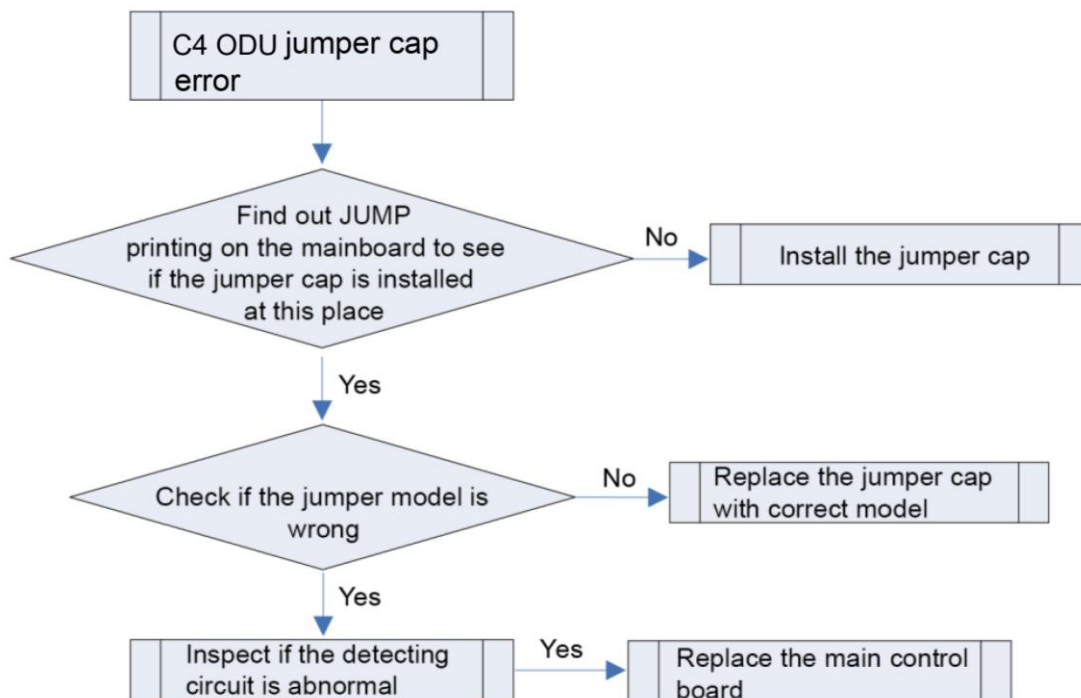 C4 ODU jumper cap
error
Find out JUMP
printing on the mainboard to see
if the jumper cap is installed
at this place
No
Install the jumper cap
Yes
Check if the jumper model is
wrong
No
Replace the jumper cap
with correct model
Yes
Inspect if the detecting
circuit is abnormal
Yes
Replace the main control
board